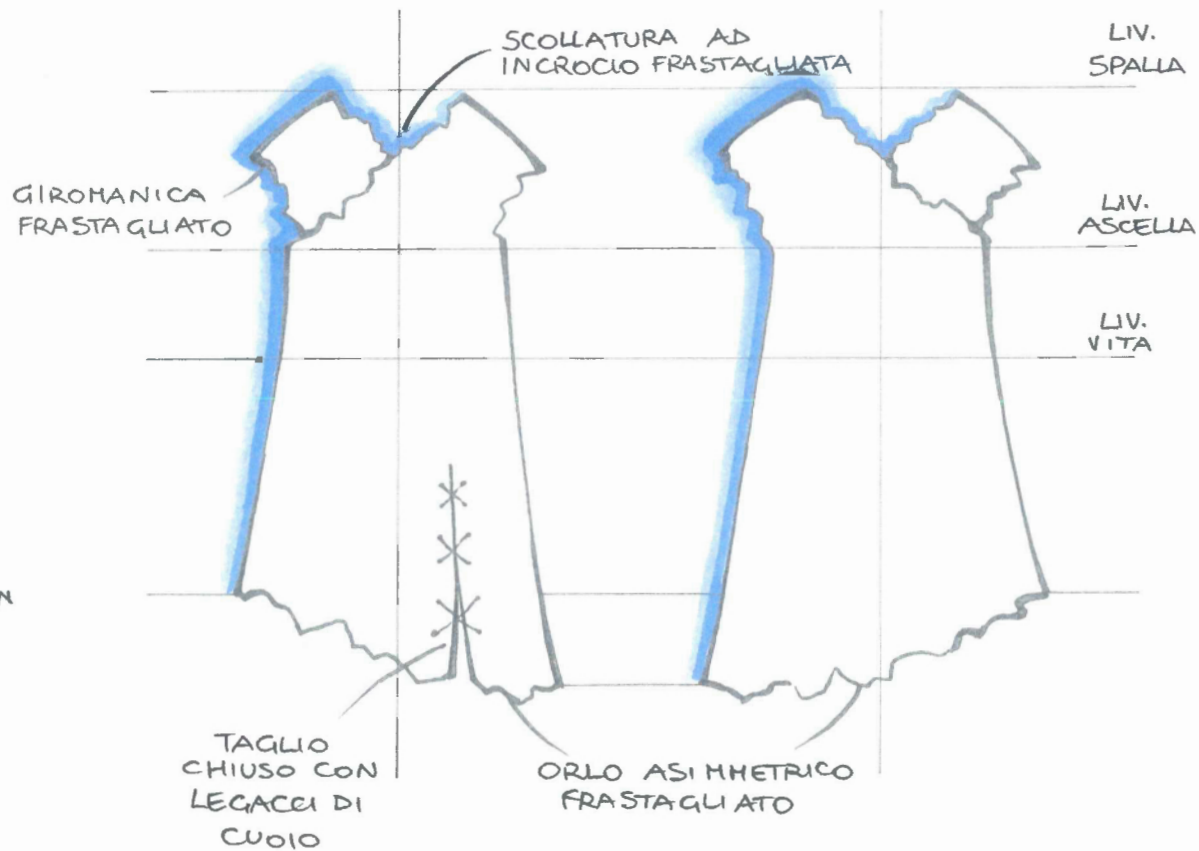 SCOLLATURA AD
INCROCIO FRASTAGLIATA
LIV.
SPALLA
GIROMANICA
FRASTAGLIATO
LIV.
ASCELLA
LIV.
VITA
TAGLIO
CHIUSO CON
LEGACCI DI
CUOIO
ORLO ASIMMETRICO
FRASTAGLIATO